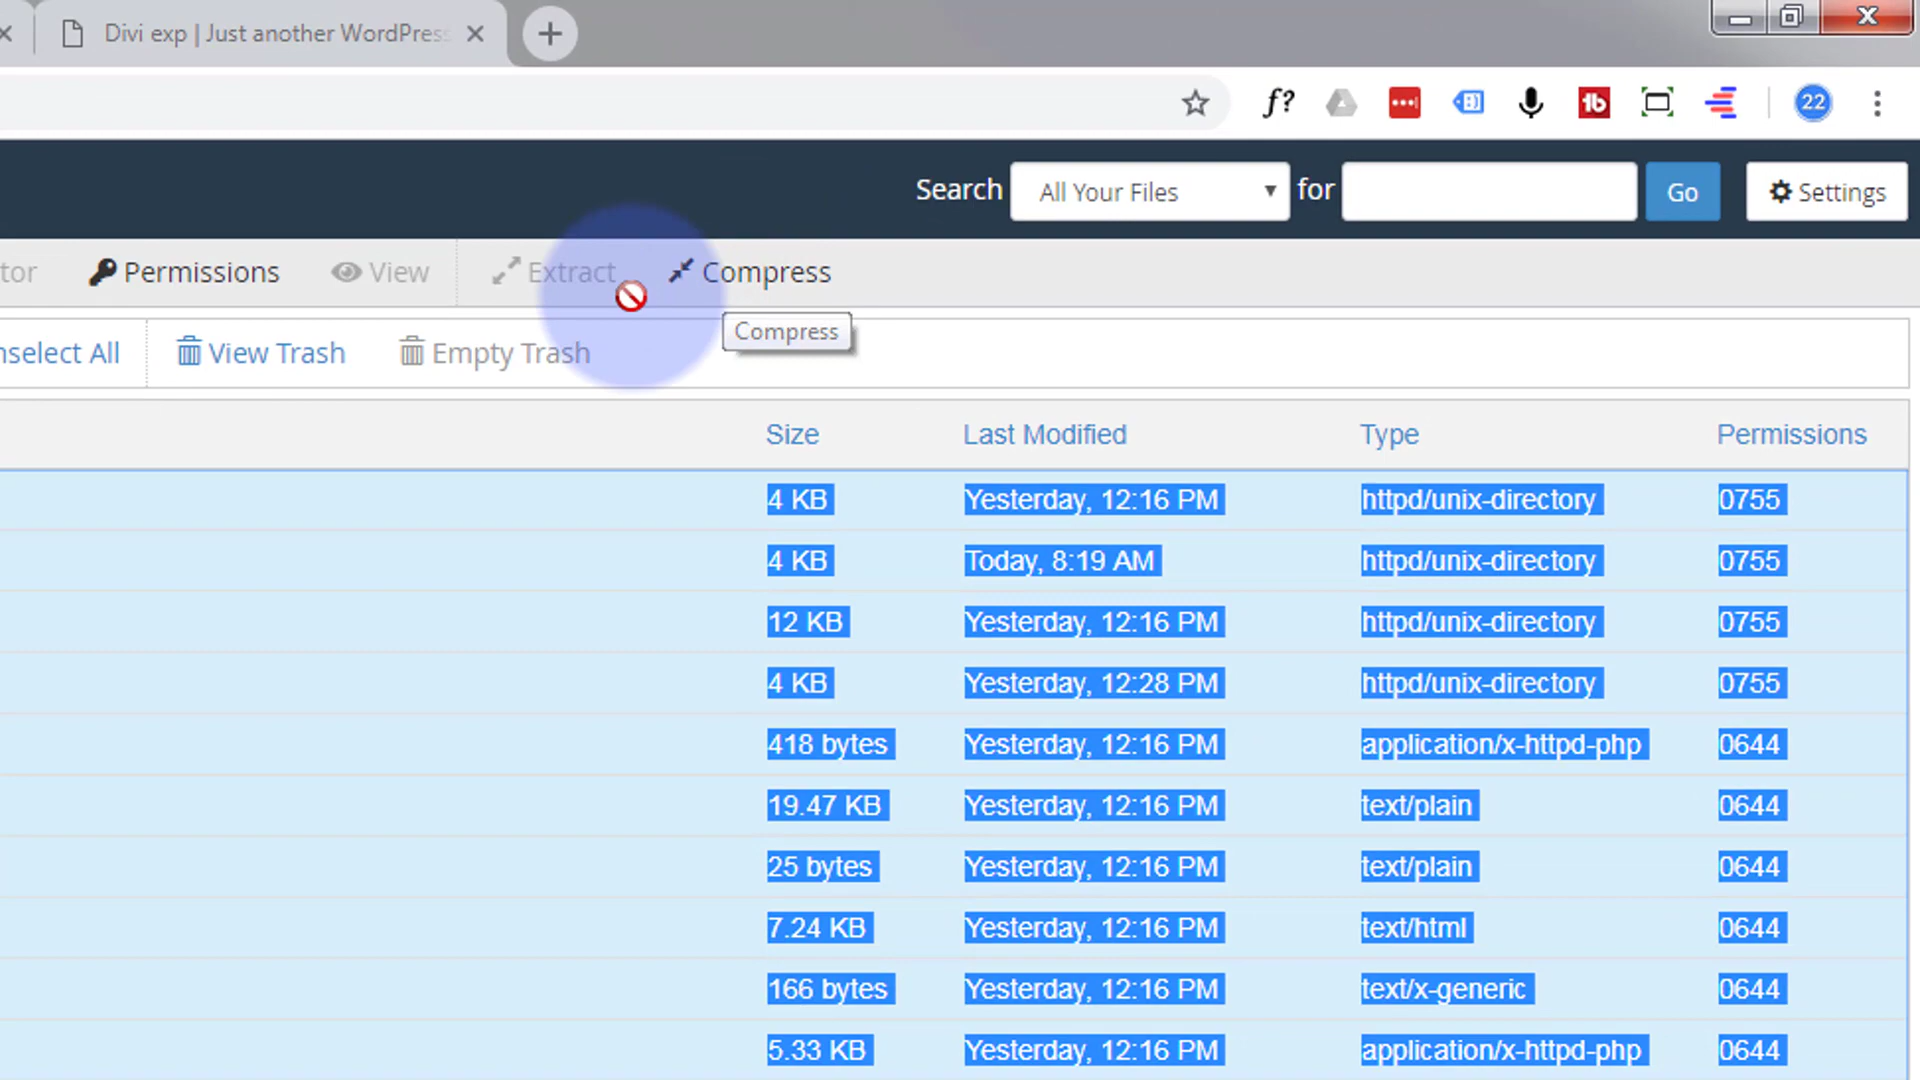 Divi exp | Just another WordPress
f?
22
Search All Your Files for Go Settings
tor Permissions View Extract Compress
Compress
nselect All View Trash Empty Trash
Size Last Modified Type Permissions
4 KB Yesterday, 12:16 PM httpd/unix-directory 0755
4 KB Today, 8:19 AM httpd/unix-directory 0755
12 KB Yesterday, 12:16 PM httpd/unix-directory 0755
4 KB Yesterday, 12:28 PM httpd/unix-directory 0755
418 bytes Yesterday, 12:16 PM application/x-httpd-php 0644
19.47 KB Yesterday, 12:16 PM text/plain 0644
25 bytes Yesterday, 12:16 PM text/plain 0644
7.24 KB Yesterday, 12:16 PM text/html 0644
166 bytes Yesterday, 12:16 PM text/x-generic 0644
5.33 KB Yesterday, 12:16 PM application/x-httpd-php 0644